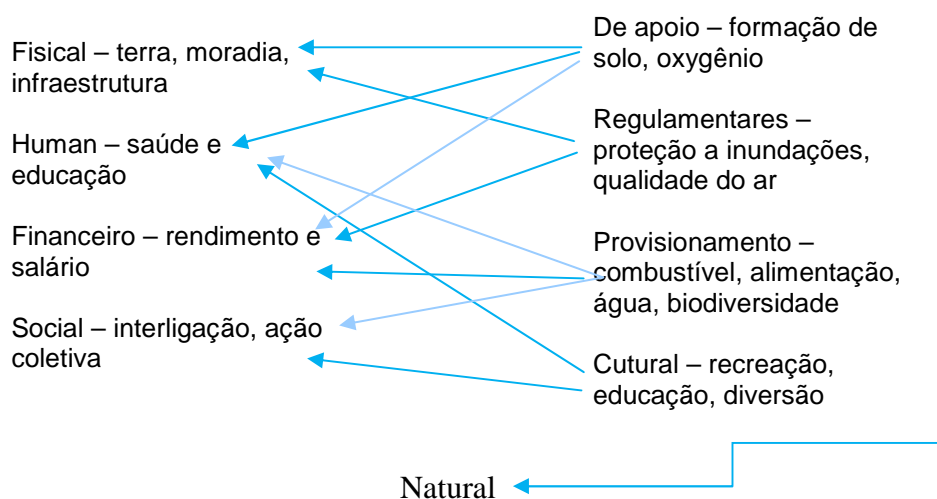 Fisical – terra, moradia,
infraestrutura
Human – saúde e
educação
Financeiro – rendimento e
salário
Social – interligação, ação
coletiva
De apoio – formação de
solo, oxygênio
Regulamentares –
proteção a inundações,
qualidade do ar
Provisionamento –
combustível, alimentação,
água, biodiversidade
Cutural – recreação,
educação, diversão
Natural